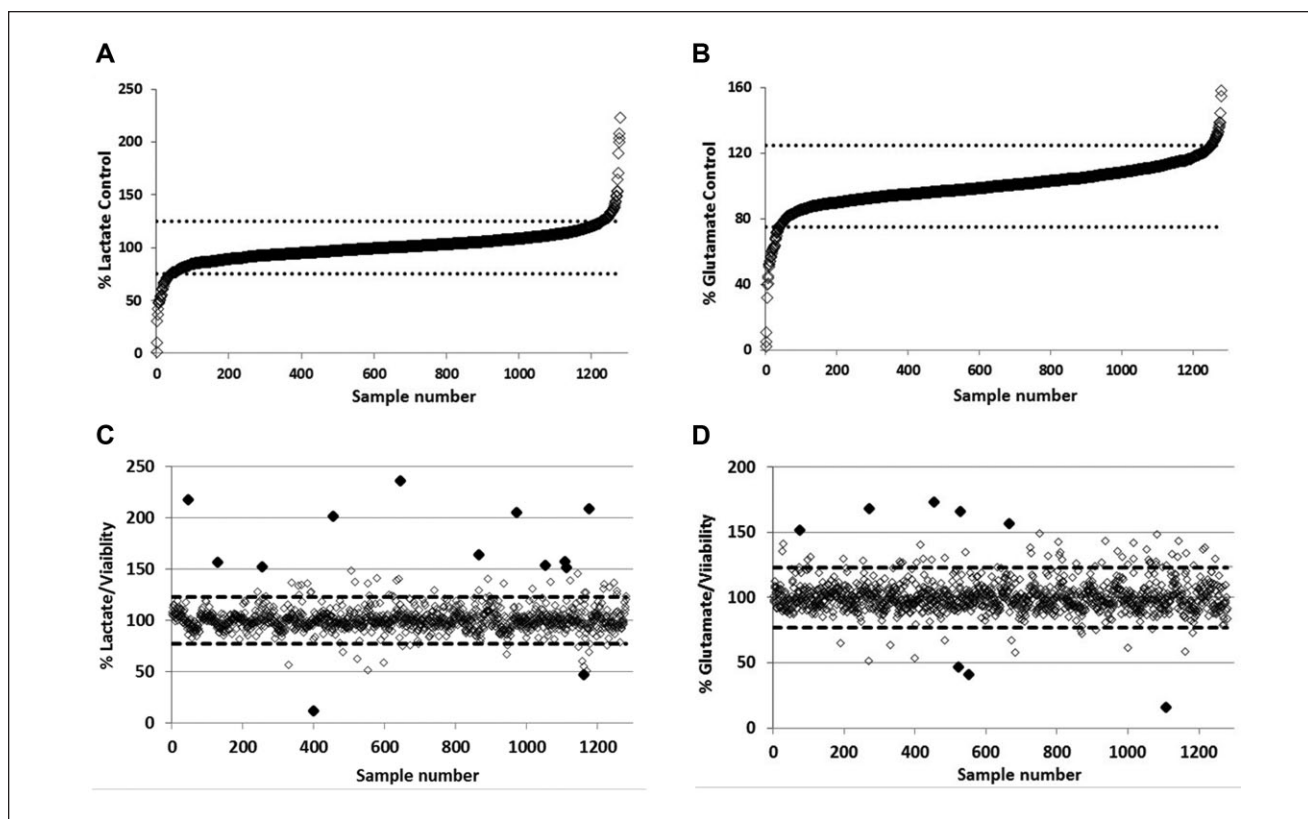 A
B
% Lactate Control
250
200
150
100
50
0
0 200 400 600 800 1000 1200
Sample number
% Glutamate Control
160
120
80
40
0
0 200 400 600 800 1000 1200
Sample number
C
D
% Lactate/Viablity
250
200
150
100
50
0
0 200 400 600 800 1000 1200
Sample number
% Glutamate/Viiability
200
150
100
50
0
0 200 400 600 800 1000 1200
Sample number